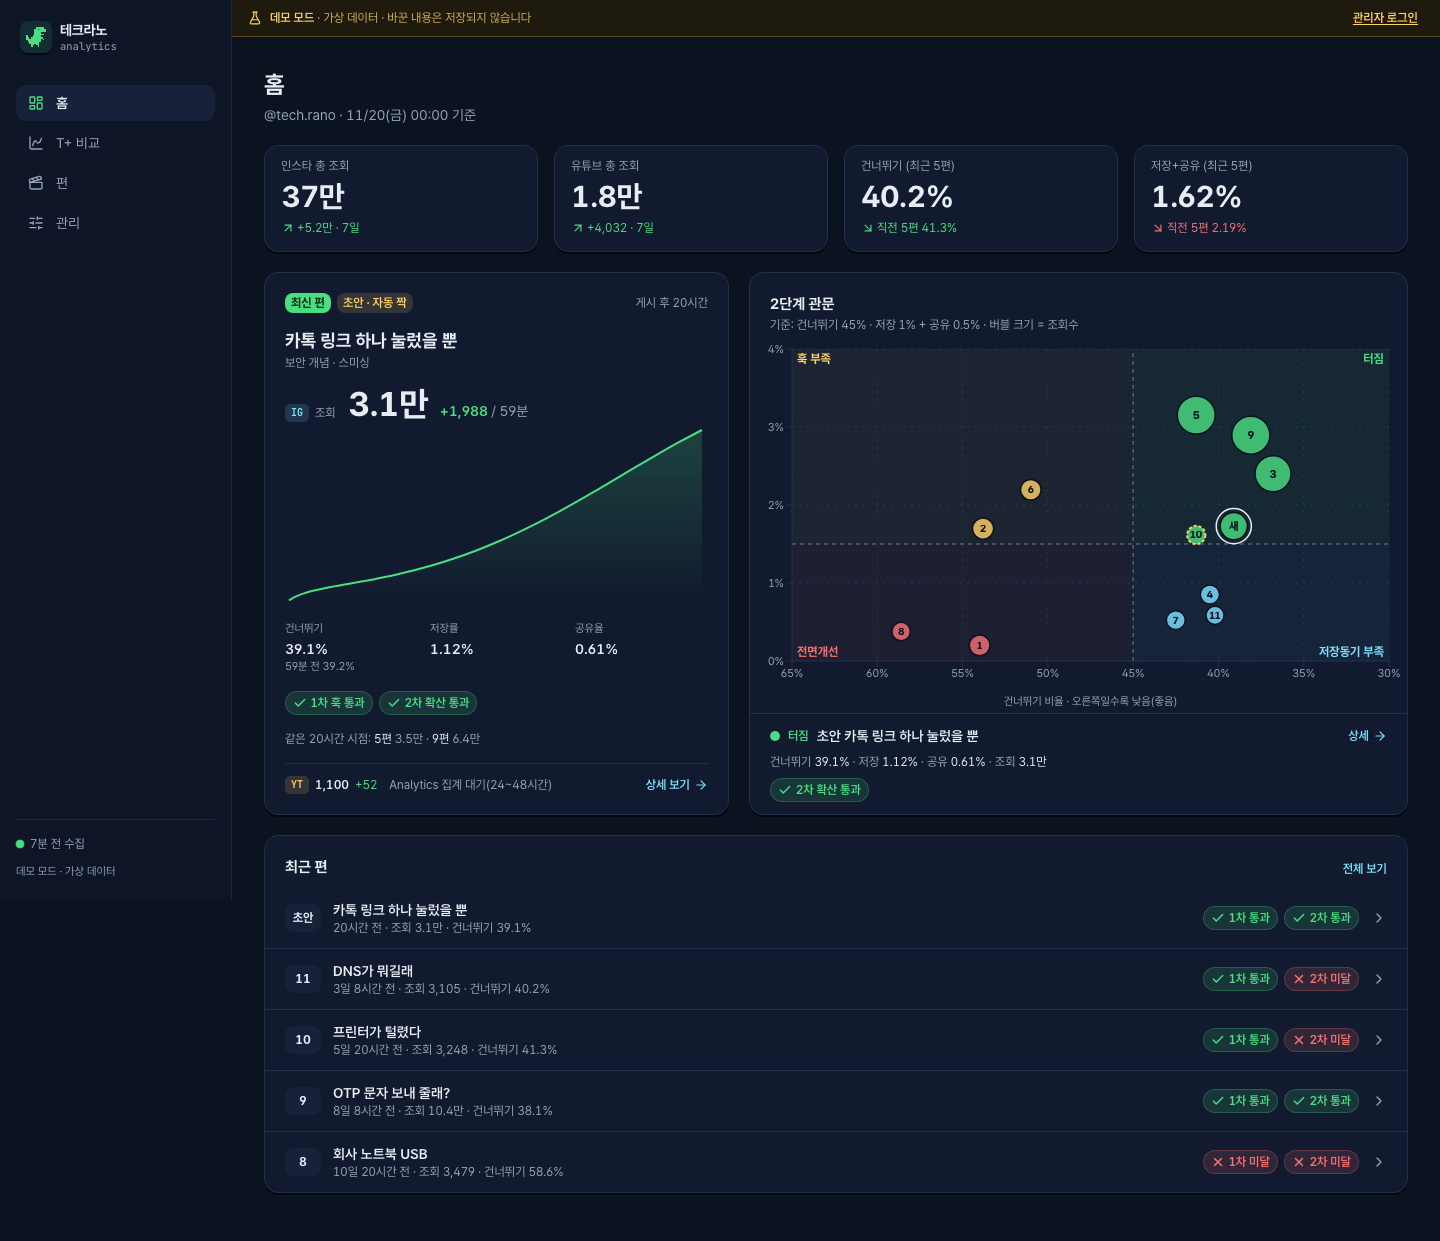 테크라노
analytics
홈
T+ 비교
편
관리
7분 전 수집
데모 모드 · 가상 데이터
데모 모드 · 가상 데이터 · 바꾼 내용은 저장되지 않습니다
관리자 로그인
홈
@tech.rano · 11/20(금) 00:00 기준
인스타 총 조회
37만
+5.2만 · 7일
유튜브 총 조회
1.8만
+4,032 · 7일
건너뛰기 (최근 5편)
40.2%
직전 5편 41.3%
저장+공유 (최근 5편)
1.62%
직전 5편 2.19%
최신 편 초안 · 자동 짝 게시 후 20시간
카톡 링크 하나 눌렀을 뿐
보안 개념 · 스미싱
IG 조회 3.1만 +1,988 / 59분
건너뛰기 저장률 공유율
39.1% 1.12% 0.61%
59분 전 39.2%
1차 훅 통과 2차 확산 통과
같은 20시간 시점: 5편 3.5만 · 9편 6.4만
YT 1,100 +52 Analytics 집계 대기(24~48시간) 상세 보기
2단계 관문
기준: 건너뛰기 45% · 저장 1% + 공유 0.5% · 버블 크기 = 조회수
4%
훅 부족 터짐
5
3%
9
3
6
2%
2 새
10
1%
4
11
7
8
1
전면개선 저장동기 부족
0%
65% 60% 55% 50% 45% 40% 35% 30%
건너뛰기 비율 · 오른쪽일수록 낮음(좋음)
터짐 초안 카톡 링크 하나 눌렀을 뿐 상세
건너뛰기 39.1% · 저장 1.12% · 공유 0.61% · 조회 3.1만
2차 확산 통과
최근 편 전체 보기
초안 카톡 링크 하나 눌렀을 뿐
20시간 전 · 조회 3.1만 · 건너뛰기 39.1%
1차 통과 2차 통과
11 DNS가 뭐길래
3일 8시간 전 · 조회 3,105 · 건너뛰기 40.2%
1차 통과 2차 미달
10 프린터가 털렸다
5일 20시간 전 · 조회 3,248 · 건너뛰기 41.3%
1차 통과 2차 미달
9 OTP 문자 보내 줄래?
8일 8시간 전 · 조회 10.4만 · 건너뛰기 38.1%
1차 통과 2차 통과
8 회사 노트북 USB
10일 20시간 전 · 조회 3,479 · 건너뛰기 58.6%
1차 미달 2차 미달